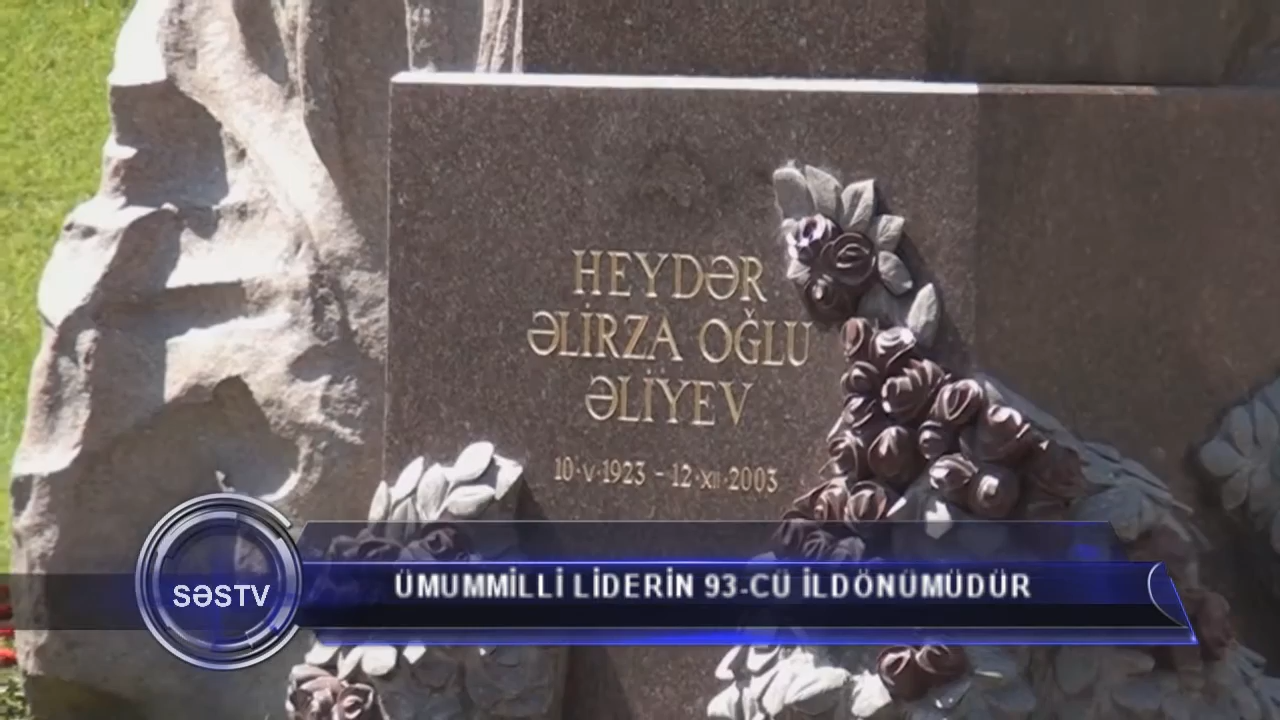 HEYDƏR
ƏLİRZA OĞLU
ƏLİYEV
10·V·1923 - 12·XII·2003
SƏSTV
ÜMUMMİLLİ LİDERİN 93-CÜ İLDÖNÜMÜDÜR